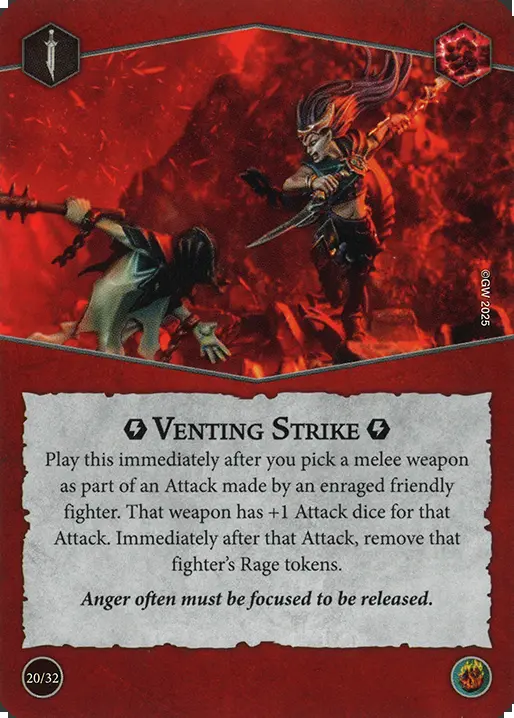 ©GW 2025
VENTING STRIKE
Play this immediately after you pick a melee weapon
as part of an Attack made by an enraged friendly
fighter. That weapon has +1 Attack dice for that
Attack. Immediately after that Attack, remove that
fighter's Rage tokens.
Anger often must be focused to be released.
20/32